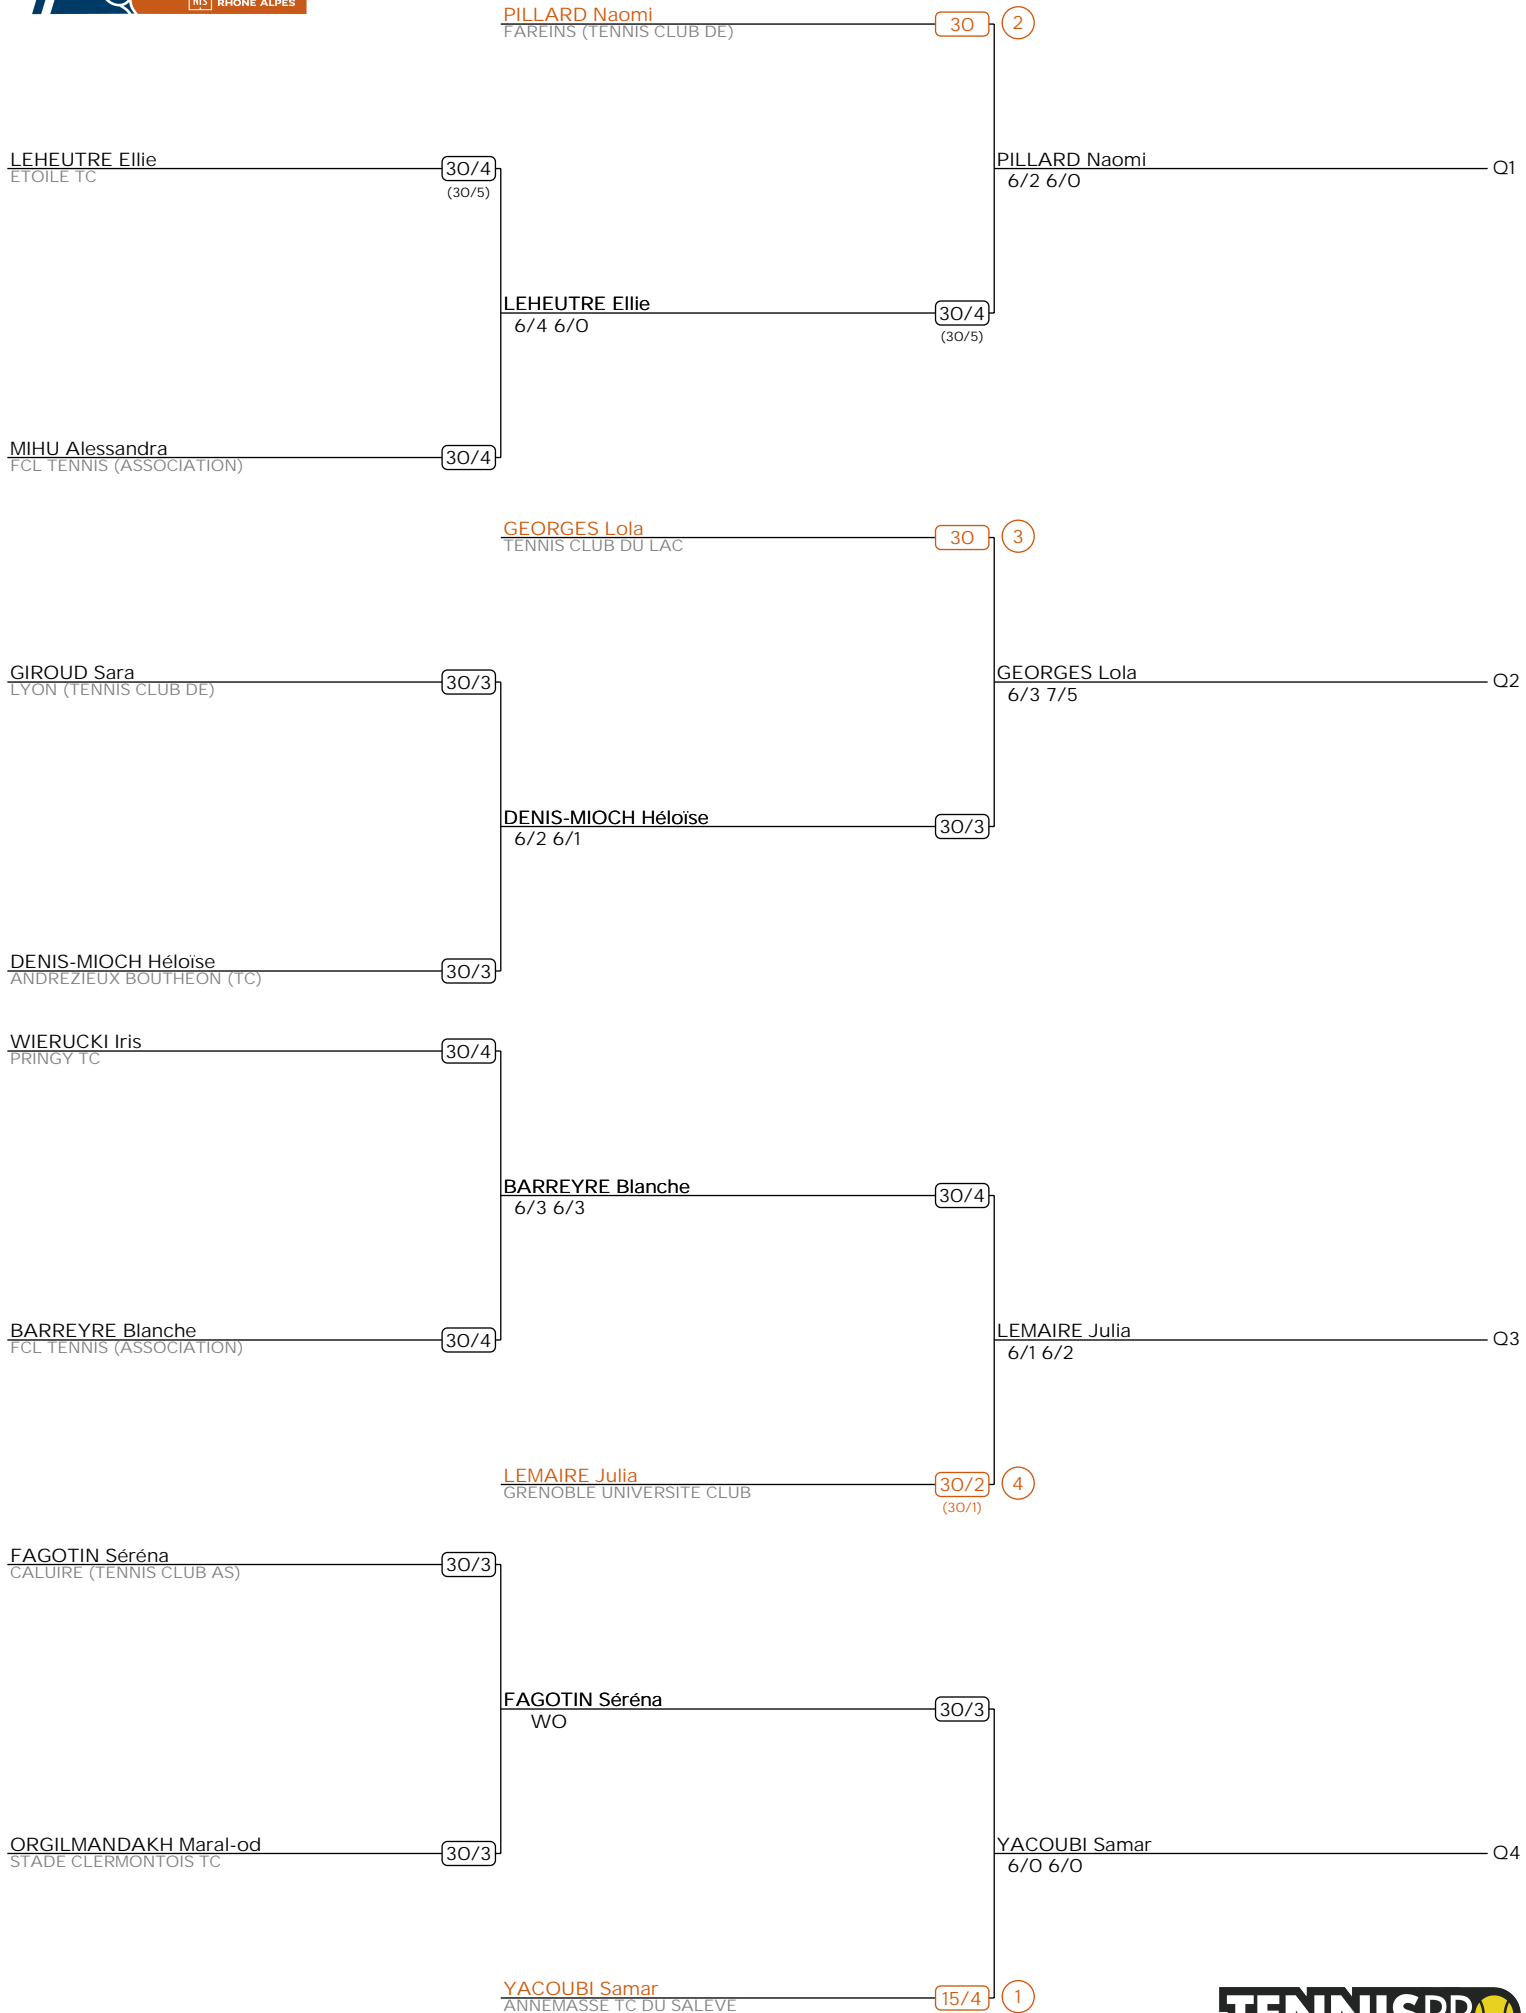 NIS
RHÔNE ALPES
PILLARD Naomi
FAREINS (TENNIS CLUB DE)
30
2
LEHEUTRE Ellie
ETOILE TC
30/4
(30/5)
PILLARD Naomi
6/2 6/0
Q1
LEHEUTRE Ellie
6/4 6/0
30/4
(30/5)
MIHU Alessandra
FCL TENNIS (ASSOCIATION)
30/4
GEORGES Lola
TENNIS CLUB DU LAC
30
3
GIROUD Sara
LYON (TENNIS CLUB DE)
30/3
GEORGES Lola
6/3 7/5
Q2
DENIS-MIOCH Héloïse
6/2 6/1
30/3
DENIS-MIOCH Héloïse
ANDREZIEUX BOUTHEON (TC)
30/3
WIERUCKI Iris
PRINGY TC
30/4
BARREYRE Blanche
6/3 6/3
30/4
BARREYRE Blanche
FCL TENNIS (ASSOCIATION)
30/4
LEMAIRE Julia
6/1 6/2
Q3
LEMAIRE Julia
GRENOBLE UNIVERSITE CLUB
30/2
(30/1)
4
FAGOTIN Séréna
CALUIRE (TENNIS CLUB AS)
30/3
FAGOTIN Séréna
WO
30/3
ORGILMANDAKH Maral-od
STADE CLERMONTOIS TC
30/3
YACOUBI Samar
6/0 6/0
Q4
YACOUBI Samar
ANNEMASSE TC DU SALEVE
15/4
1
TENNISPRO